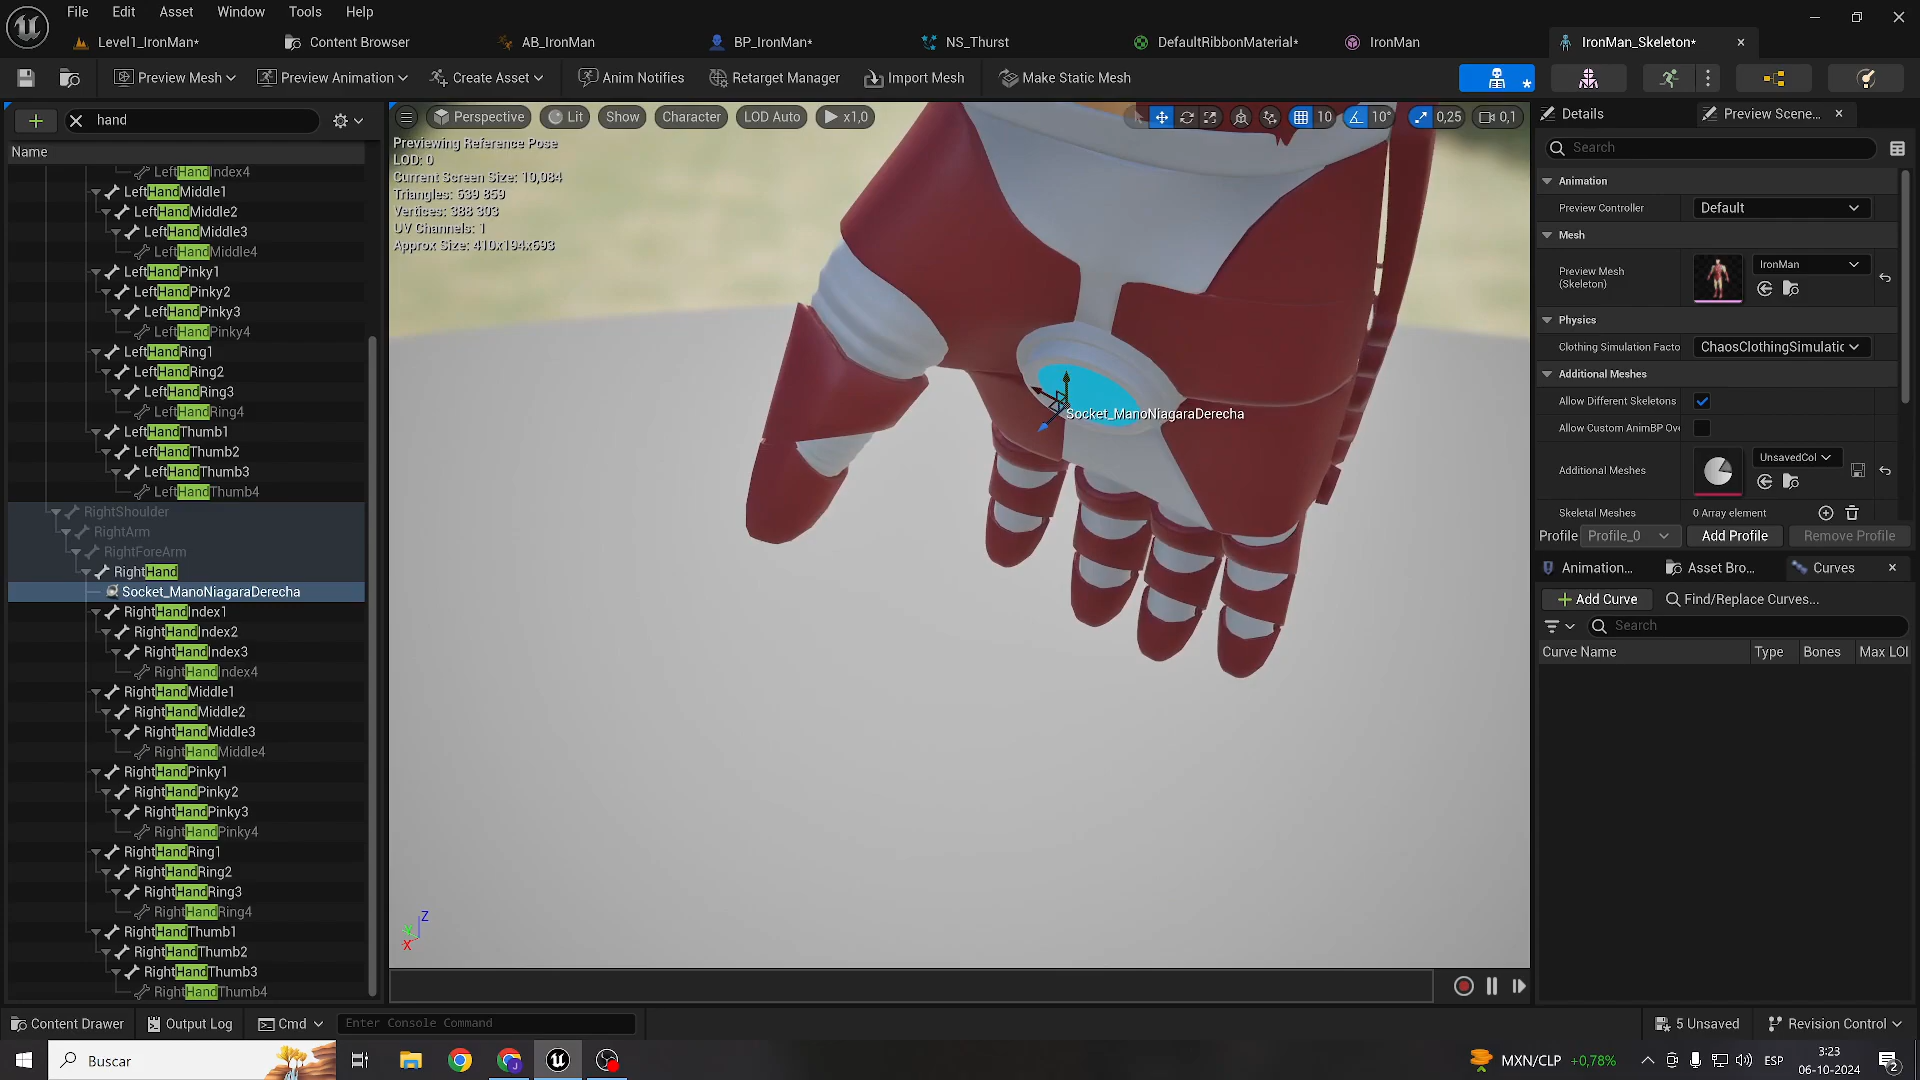 File Edit Asset Window Tools Help
Level1_IronMan* Content Browser AB_IronMan BP_IronMan* NS_Thurst DefaultRibbonMaterial* IronMan IronMan_Skeleton*
Preview Mesh Preview Animation Create Asset Anim Notifies Retarget Manager Import Mesh Make Static Mesh
hand
Name
LeftHandIndex4
LeftHandMiddle1
LeftHandMiddle2
LeftHandMiddle3
LeftHandMiddle4
LeftHandPinky1
LeftHandPinky2
LeftHandPinky3
LeftHandPinky4
LeftHandRing1
LeftHandRing2
LeftHandRing3
LeftHandRing4
LeftHandThumb1
LeftHandThumb2
LeftHandThumb3
LeftHandThumb4
RightShoulder
RightArm
RightForeArm
RightHand
Socket_ManoNiagaraDerecha
RightHandIndex1
RightHandIndex2
RightHandIndex3
RightHandIndex4
RightHandMiddle1
RightHandMiddle2
RightHandMiddle3
RightHandMiddle4
RightHandPinky1
RightHandPinky2
RightHandPinky3
RightHandPinky4
RightHandRing1
RightHandRing2
RightHandRing3
RightHandRing4
RightHandThumb1
RightHandThumb2
RightHandThumb3
RightHandThumb4
Perspective Lit Show Character LOD Auto x1,0 10 10° 0,25 0,1
Previewing Reference Pose
LOD: 0
Current Screen Size: 10,084
Triangles: 639 859
Vertices: 388 303
UV Channels: 1
Approx Size: 410x194x693
Socket_ManoNiagaraDerecha
Z
X
Details Preview Scene...
Search
Animation
Preview Controller Default
Mesh
Preview Mesh
(Skeleton)
IronMan
Physics
Clothing Simulation Facto ChaosClothingSimulatic
Additional Meshes
Allow Different Skeletons
Allow Custom AnimBP Ove
Additional Meshes UnsavedCol
Skeletal Meshes 0 Array element
Profile Profile_0 Add Profile Remove Profile
Animation... Asset Bro... Curves
Add Curve Find/Replace Curves...
Search
Curve Name Type Bones Max LOI
Content Drawer Output Log Cmd Enter Console Command 5 Unsaved Revision Control
Buscar MXN/CLP +0,78% ESP 3:23
06-10-2024
2